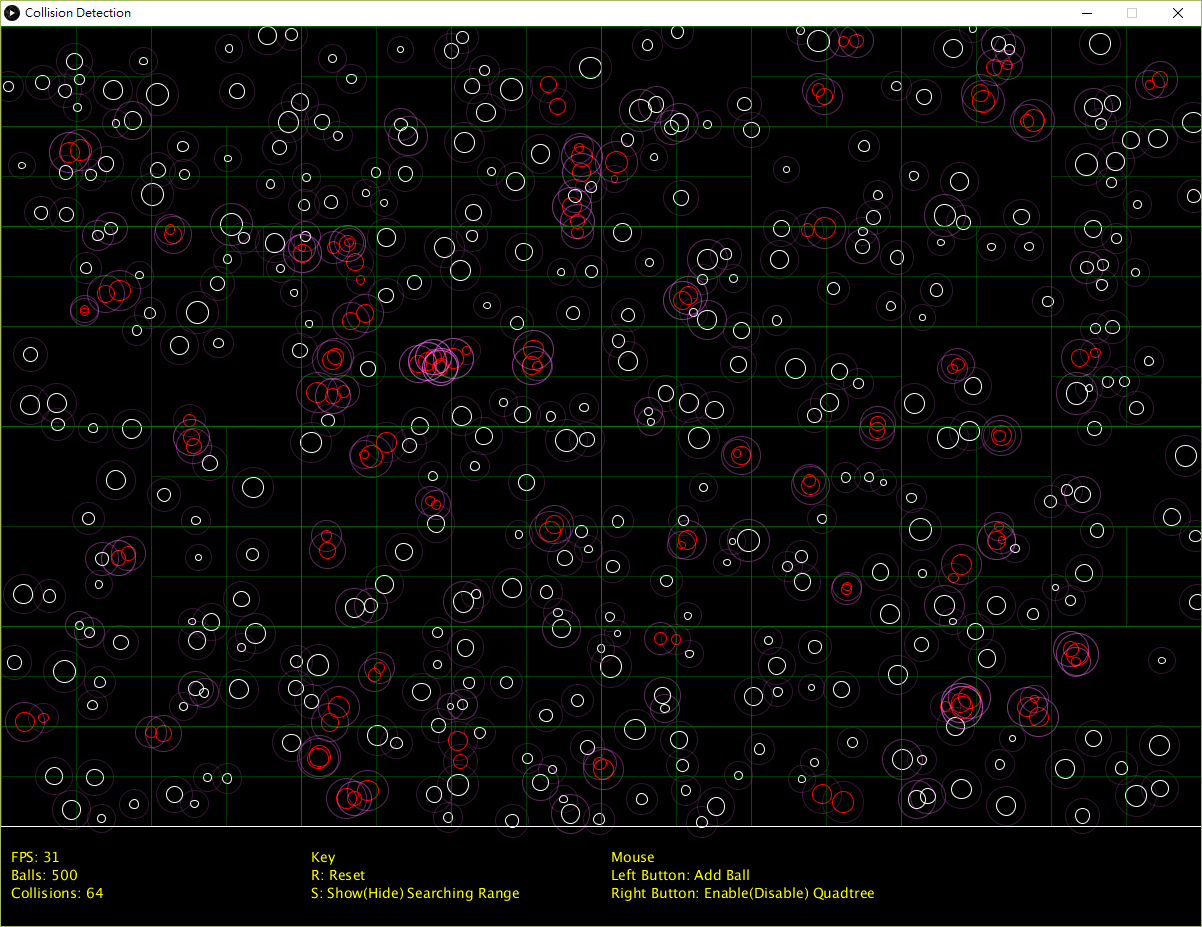 Collision Detection
FPS: 31
Balls: 500
Collisions: 64
Key
R: Reset
S: Show(Hide) Searching Range
Mouse
Left Button: Add Ball
Right Button: Enable(Disable) Quadtree